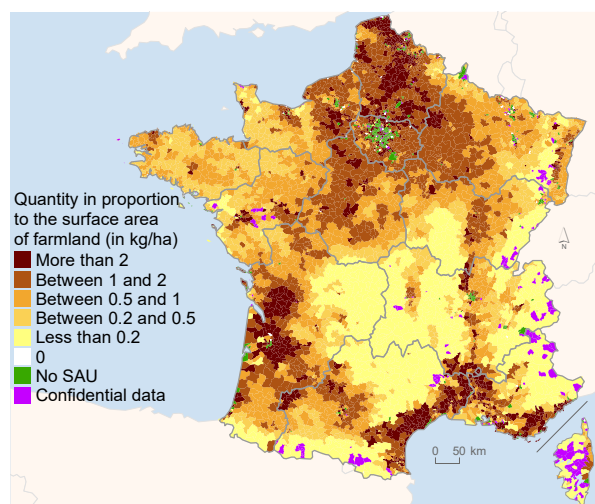 Quantity in proportion
to the surface area
of farmland (in kg/ha)
More than 2
Between 1 and 2
Between 0.5 and 1
Between 0.2 and 0.5
Less than 0.2
0
No SAU
Confidential data
N
0 50 km